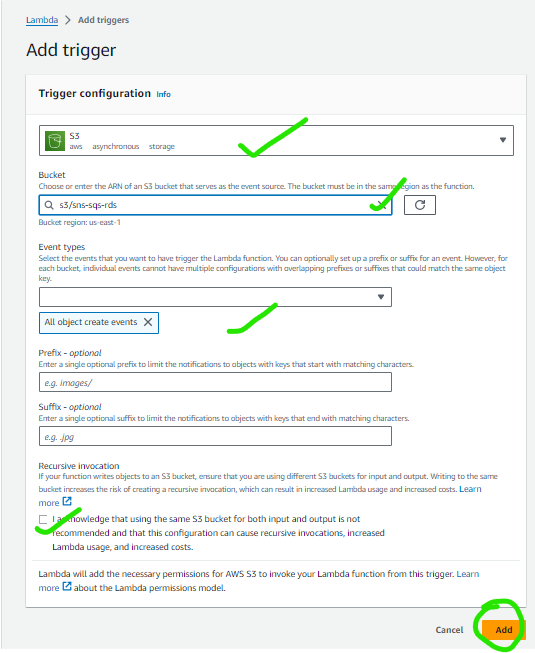 Lambda > Add triggers
Add trigger
Trigger configuration Info
S3
aws asynchronous storage
Bucket
Choose or enter the ARN of an S3 bucket that serves as the event source. The bucket must be in the same region as the function.
s3/sns-sqs-rds
Bucket region: us-east-1
Event types
Select the events that you want to have trigger the Lambda function. You can optionally set up a prefix or suffix for an event. However, for
each bucket, individual events cannot have multiple configurations with overlapping prefixes or suffixes that could match the same object
key.
All object create events
Prefix - optional
Enter a single optional prefix to limit the notifications to objects with keys that start with matching characters.
e.g. images/
Suffix - optional
Enter a single optional suffix to limit the notifications to objects with keys that end with matching characters.
e.g. .jpg
Recursive invocation
If your function writes objects to an S3 bucket, ensure that you are using different S3 buckets for input and output. Writing to the same
bucket increases the risk of creating a recursive invocation, which can result in increased Lambda usage and increased costs. Learn
more
I acknowledge that using the same S3 bucket for both input and output is not
recommended and that this configuration can cause recursive invocations, increased
Lambda usage, and increased costs.
Lambda will add the necessary permissions for AWS S3 to invoke your Lambda function from this trigger. Learn
more about the Lambda permissions model.
Cancel Add